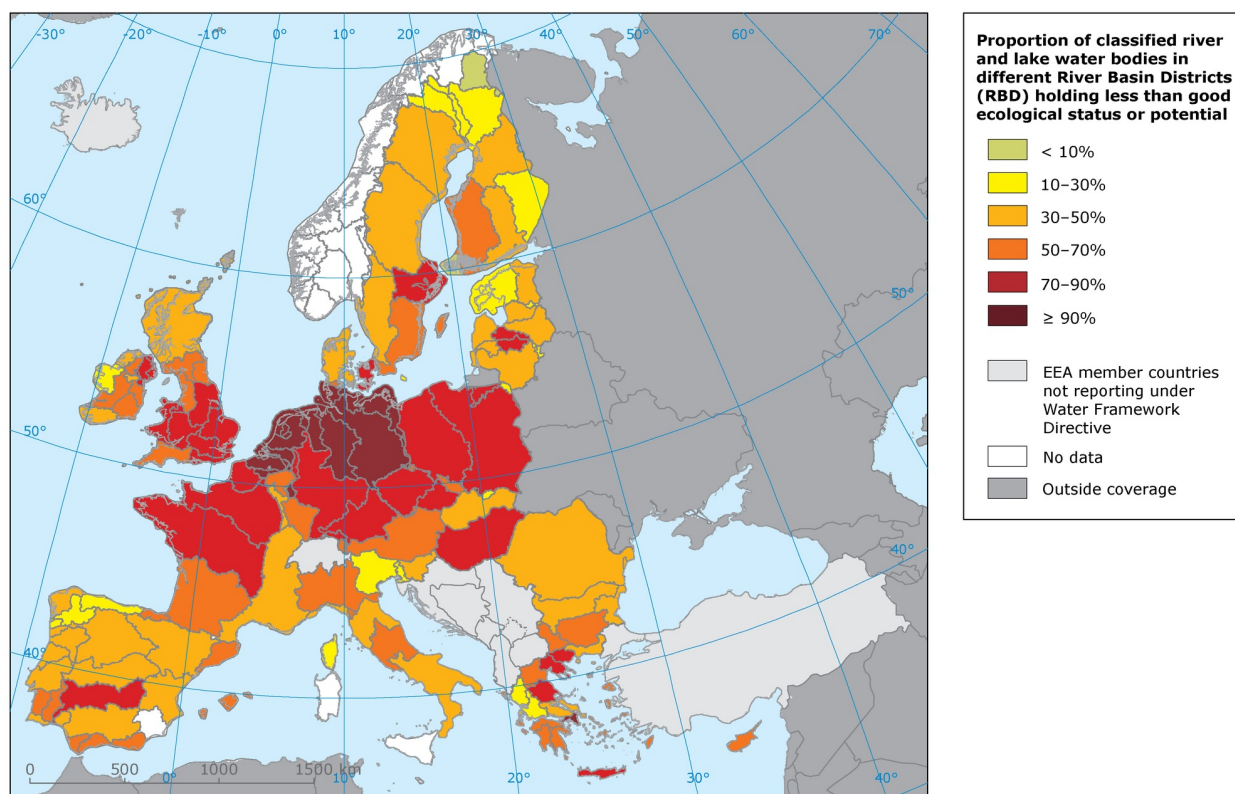 -30° -20° -10° 0° 10° 20° 30° 40° 50° 60° 70°
60°
50°
40°
60°
50°
40°
0 500 1000 1500 km
0° 10° 20° 30° 40°
Proportion of classified river
and lake water bodies in
different River Basin Districts
(RBD) holding less than good
ecological status or potential
< 10%
10–30%
30–50%
50–70%
70–90%
≥ 90%
EEA member countries
not reporting under
Water Framework
Directive
No data
Outside coverage